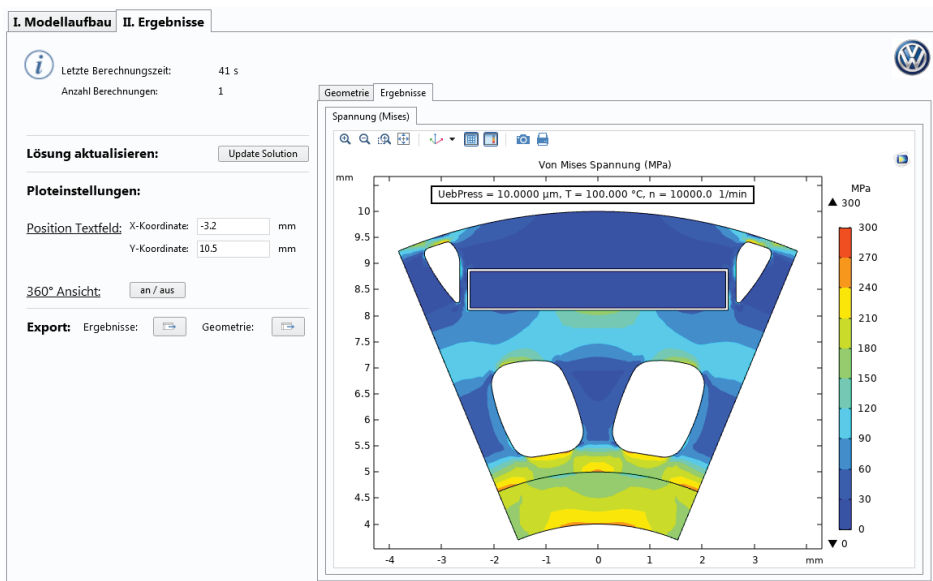 I. Modellaufbau II. Ergebnisse
Letzte Berechnungszeit: 41 s
Anzahl Berechnungen: 1
Lösung aktualisieren: Update Solution
Ploteinstellungen:
Position Textfeld: X-Koordinate: -3.2 mm
Y-Koordinate: 10.5 mm
360° Ansicht: an / aus
Export: Ergebnisse: Geometrie:
Geometrie Ergebnisse
Spannung (Mises)
Von Mises Spannung (MPa)
mm
UebPress = 10.0000 µm, T = 100.000 °C, n = 10000.0 1/min
10
9.5
9
8.5
8
7.5
7
6.5
6
5.5
5
4.5
4
-4 -3 -2 -1 0 1 2 3 mm
MPa
▲ 300
300
270
240
210
180
150
120
90
60
30
0
▼ 0